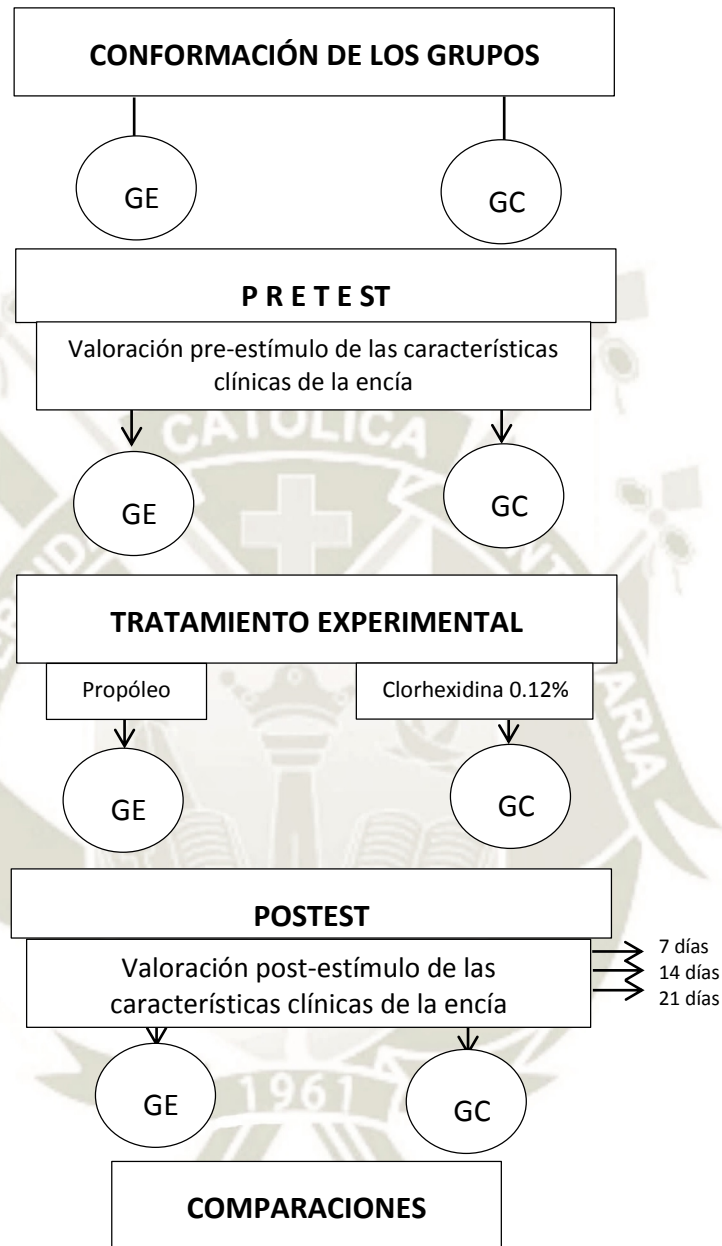 CONFORMACIÓN DE LOS GRUPOS
GE
GC
P R E T E ST
Valoración pre-estímulo de las características
clínicas de la encía
GE
GC
TRATAMIENTO EXPERIMENTAL
Propóleo
Clorhexidina 0.12%
GE
GC
POSTEST
Valoración post-estímulo de las
características clínicas de la encía
7 días
14 días
21 días
GE
GC
1961
COMPARACIONES
CATOLICA